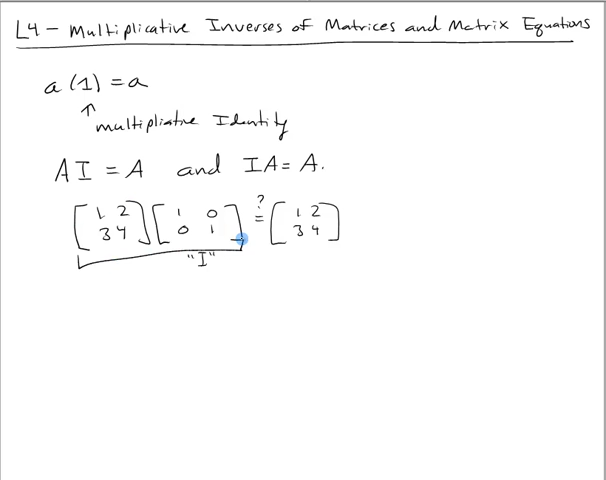 L4 - Multiplicative Inverses of Matrices and Matrix Equations
a (1) = a
↑ multipliative Identity
AI = A and IA = A.
[1 2 3 4] [1 0 0 1] ?= [1 2 3 4]
"I"